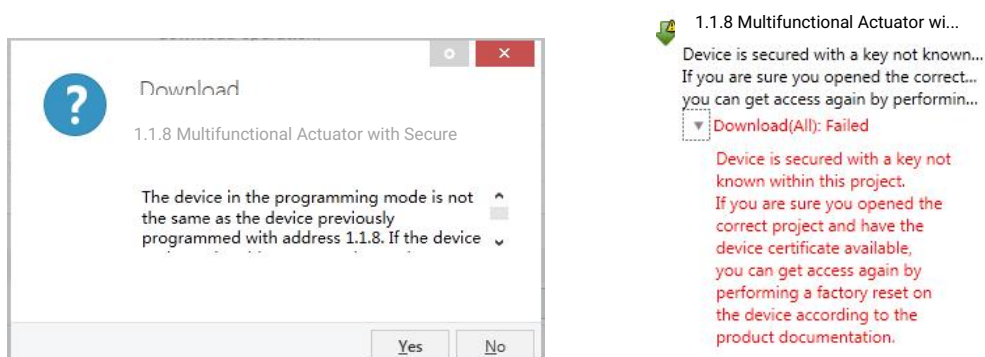 Download
1.1.8 Multifunctional Actuator with Secure
The device in the programming mode is not
the same as the device previously
programmed with address 1.1.8. If the device
Yes
No
1.1.8 Multifunctional Actuator wi...
Device is secured with a key not known...
If you are sure you opened the correct...
you can get access again by performin...
Download(All): Failed
Device is secured with a key not
known within this project.
If you are sure you opened the
correct project and have the
device certificate available,
you can get access again by
performing a factory reset on
the device according to the
product documentation.